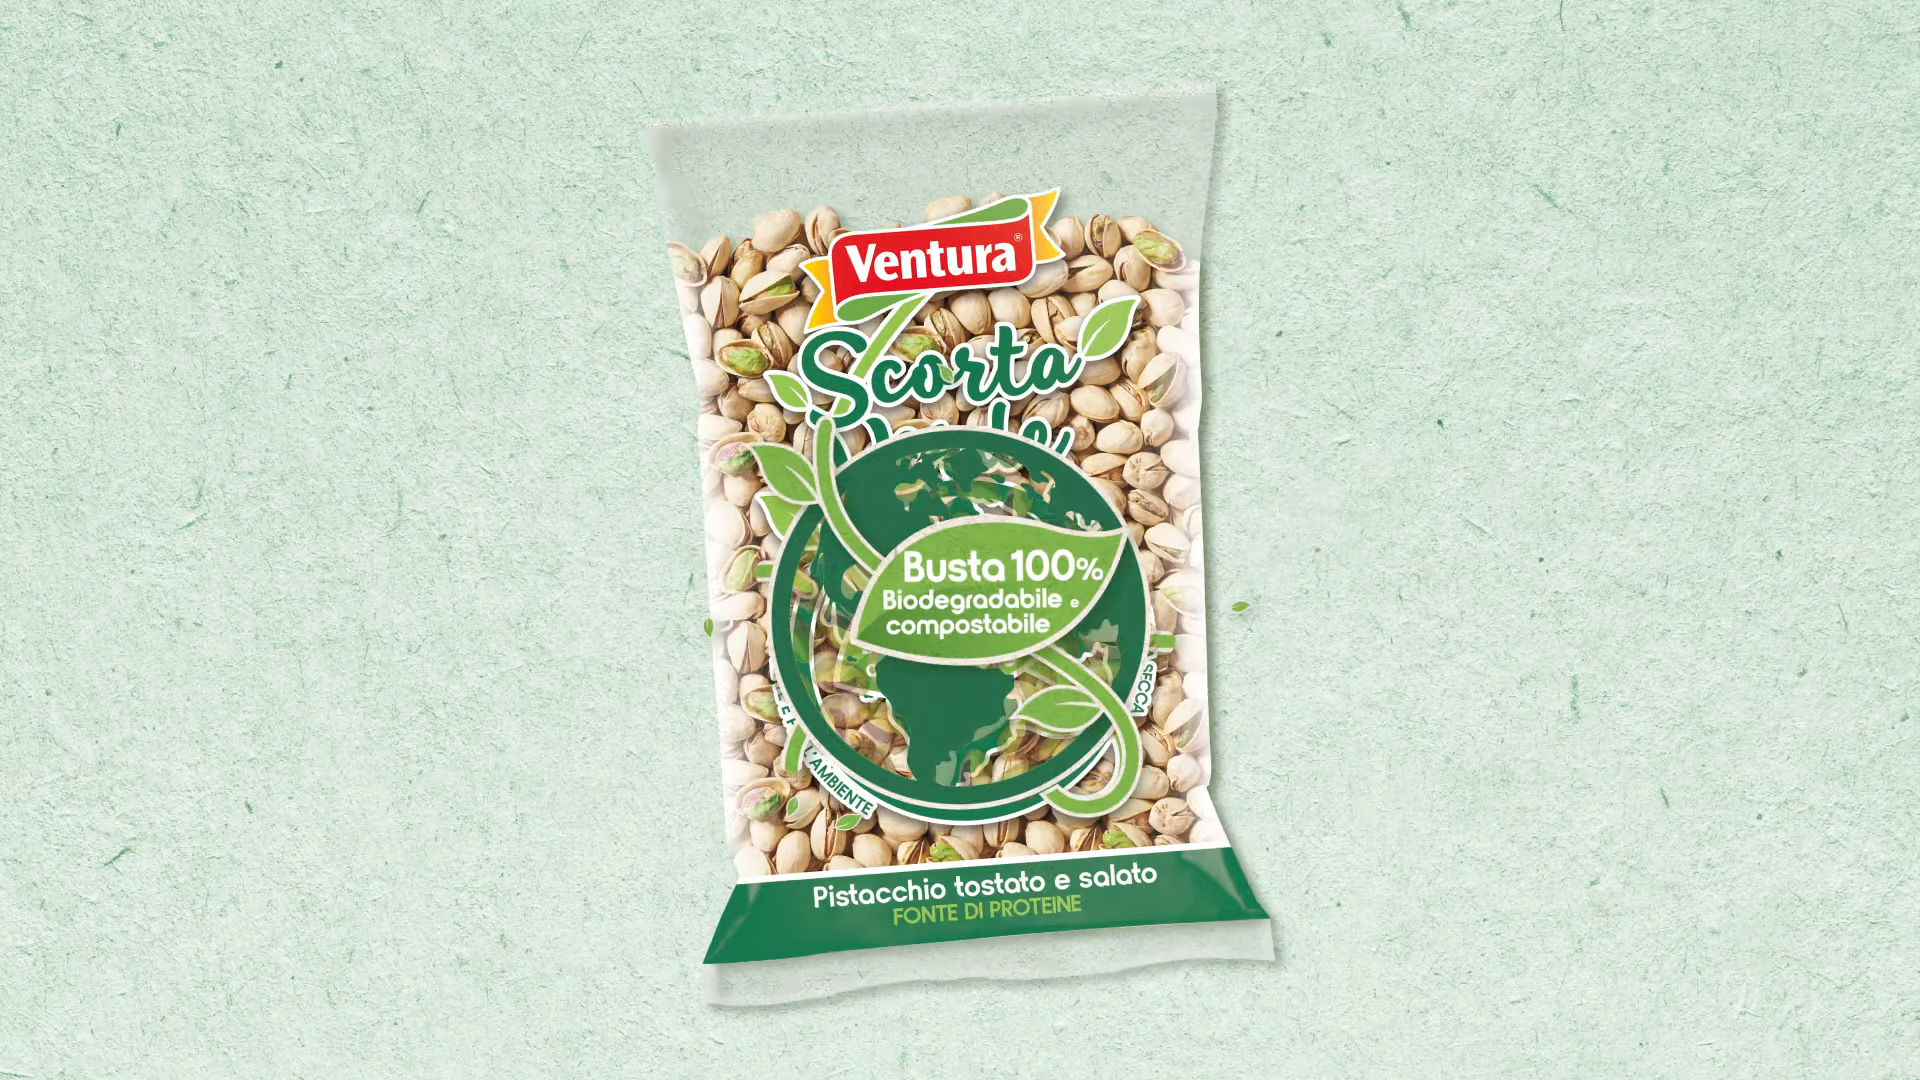 Ventura®
Scorta
Busta 100%
Biodegradabile e
compostabile
L'AMBIENTE
SECCA
Pistacchio tostato e salato
FONTE DI PROTEINE